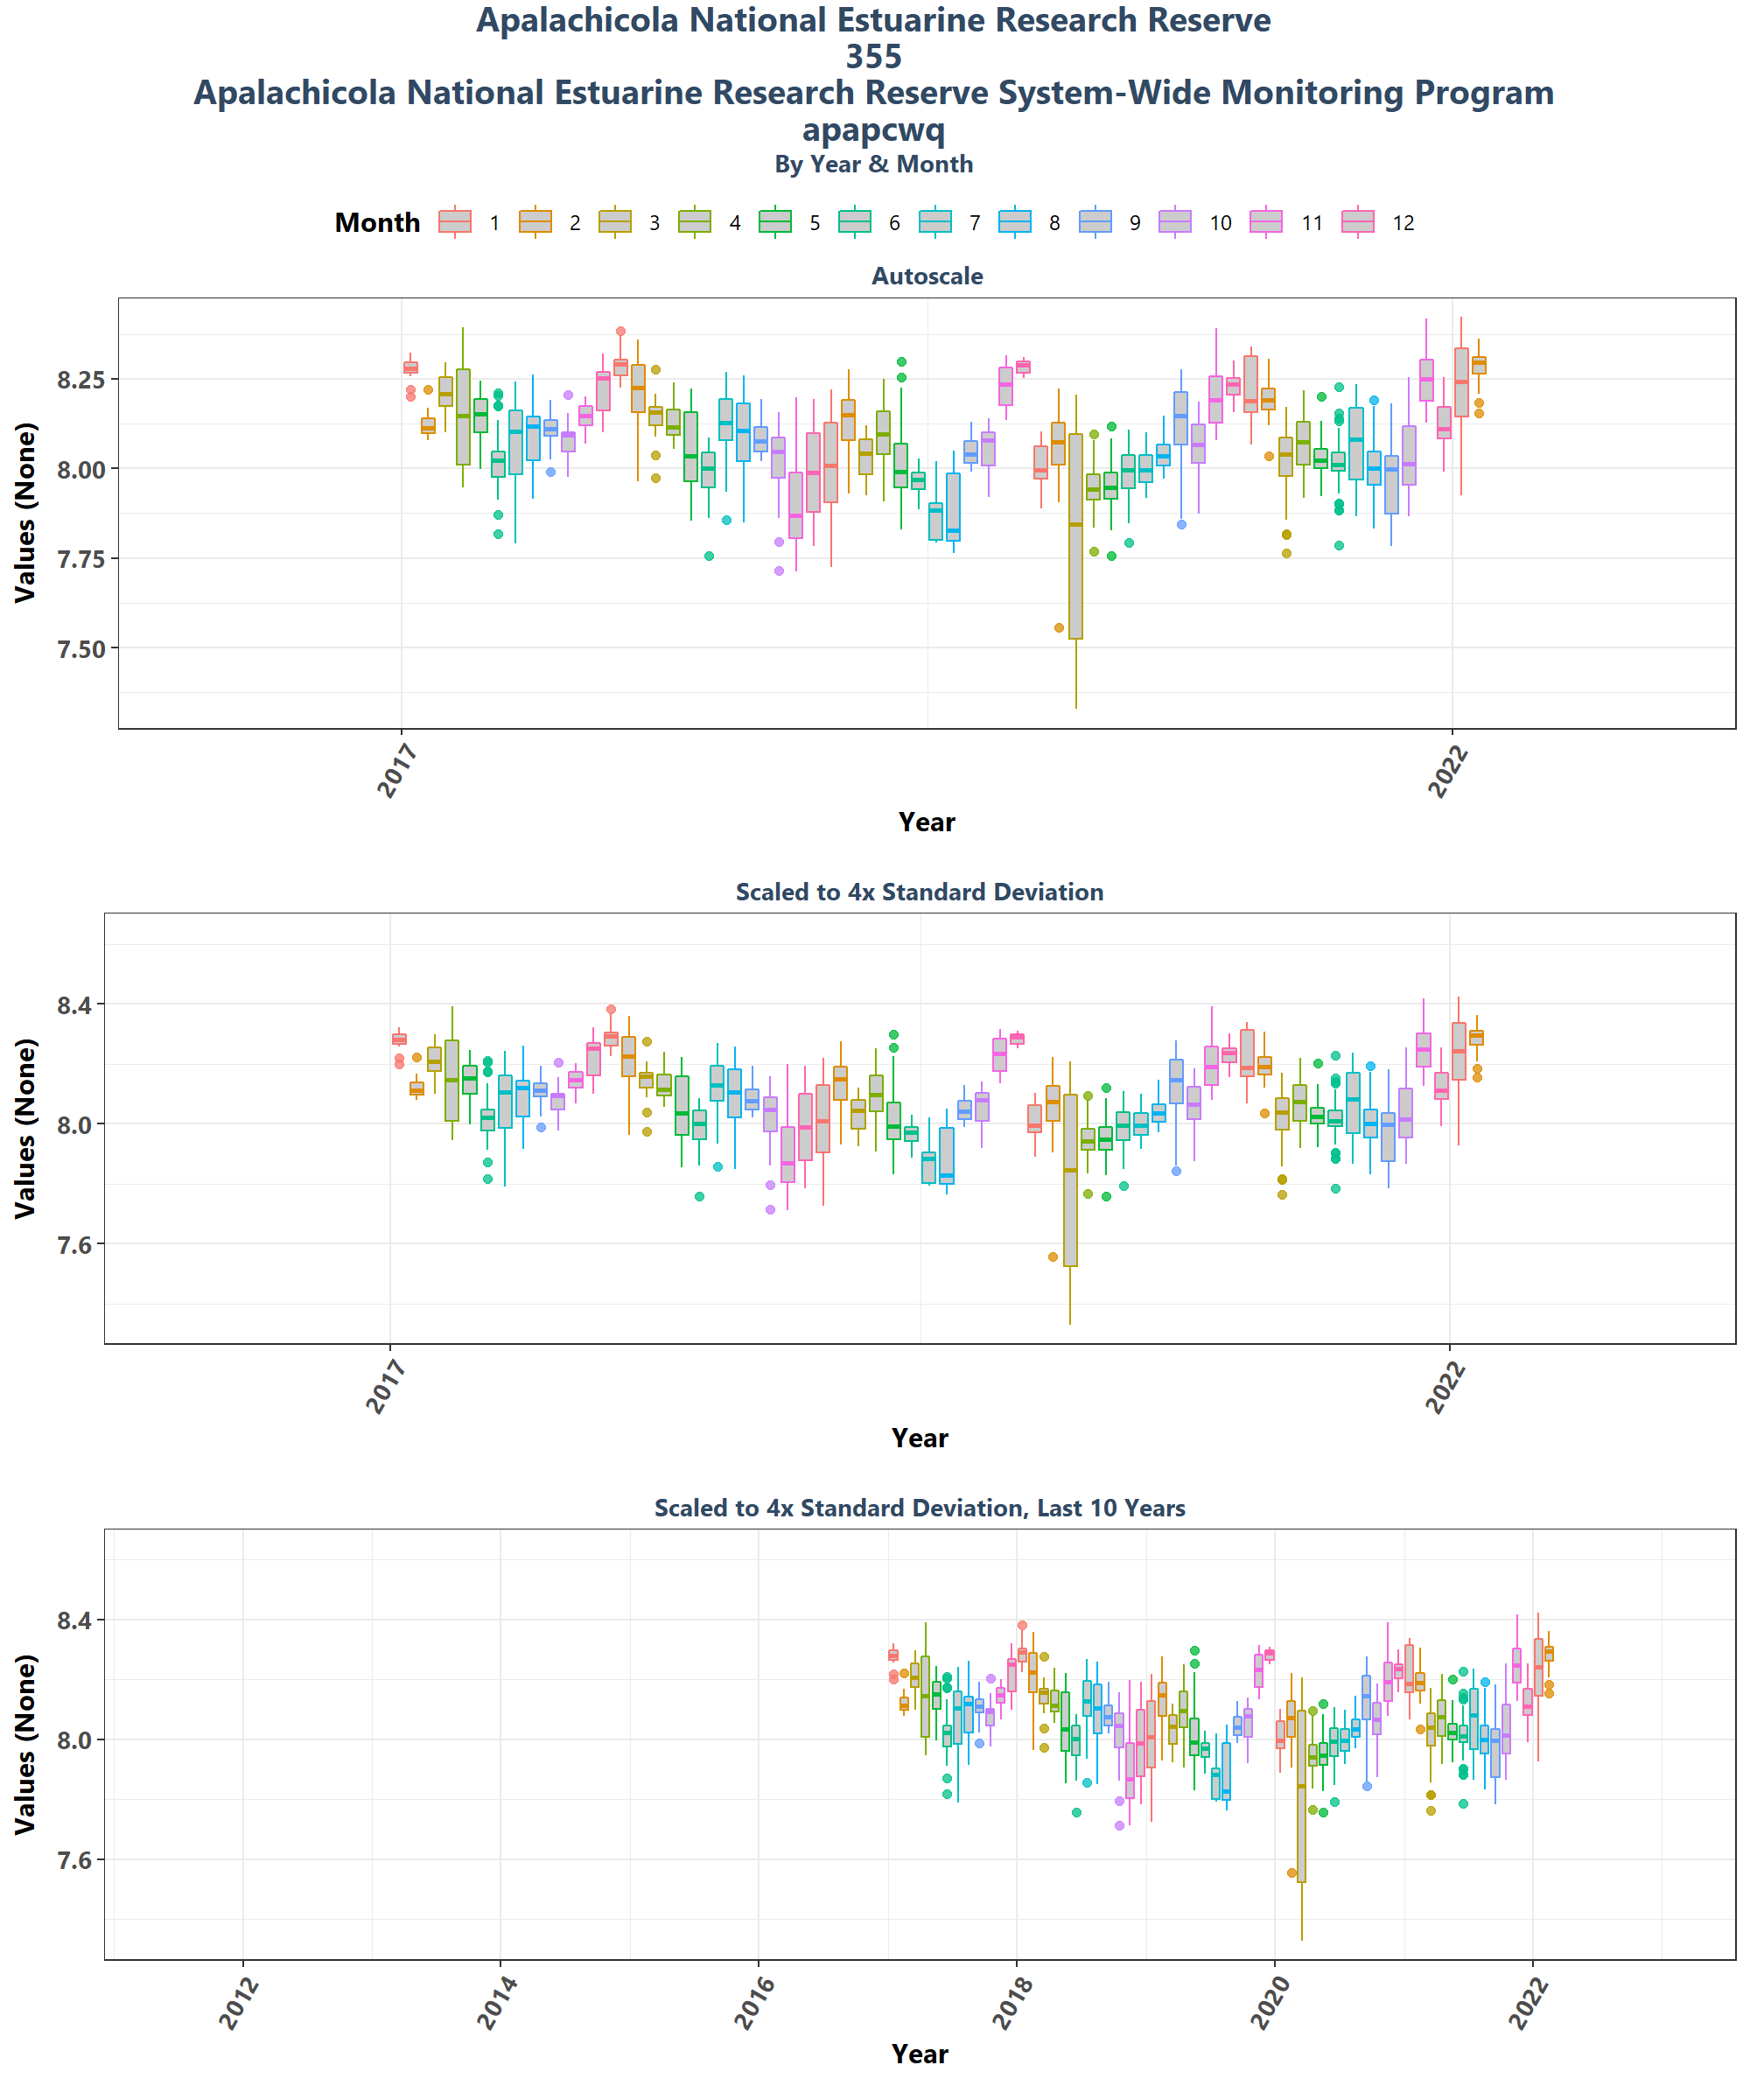 Apalachicola National Estuarine Research Reserve
355
Apalachicola National Estuarine Research Reserve System-Wide Monitoring Program
apapcwq
By Year & Month
Month 1 2 3 4 5 6 7 8 9 10 11 12
Autoscale
Values (None)
8.25
8.00
7.75
7.50
2017 2022
Year
Scaled to 4x Standard Deviation
Values (None)
8.4
8.0
7.6
2017 2022
Year
Scaled to 4x Standard Deviation, Last 10 Years
Values (None)
8.4
8.0
7.6
2012 2014 2016 2018 2020 2022
Year